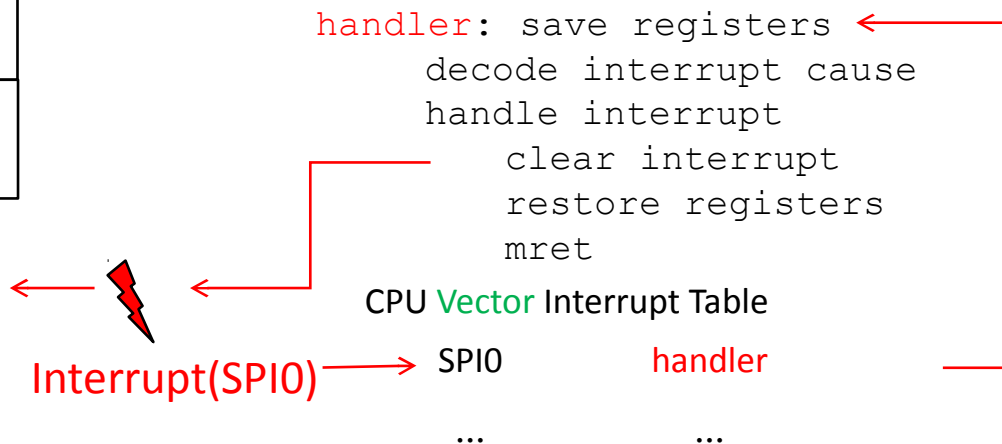 handler: save registers
decode interrupt cause
handle interrupt
clear interrupt
restore registers
mret
CPU Vector Interrupt Table
Interrupt(SPI0) SPI0 handler
... ...